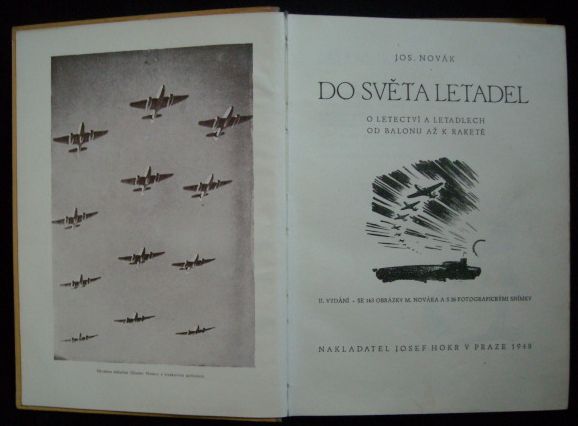 JOS. NOVÁK
DO SVĚTA LETADEL
O LETECTVÍ A LETADLECH
OD BALONU AŽ K RAKETĚ
II. VYDÁNÍ • SE 163 OBRÁZKY M. NOVÁKA A S 26 FOTOGRAFICKÝMI SNÍMKY
NAKLADATEL JOSEF HOKR V PRAZE 1948